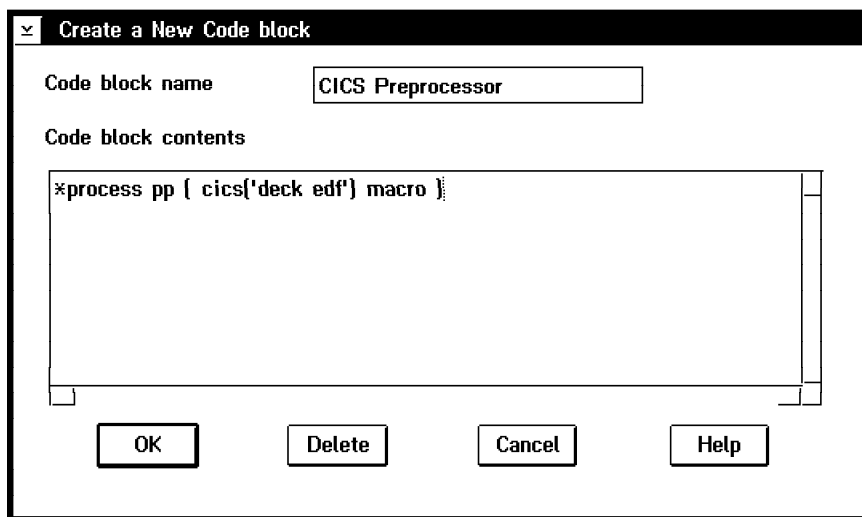 Create a New Code block
Code block name
CICS Preprocessor
Code block contents
*process pp ( cics('deck edf') macro )
OK
Delete
Cancel
Help